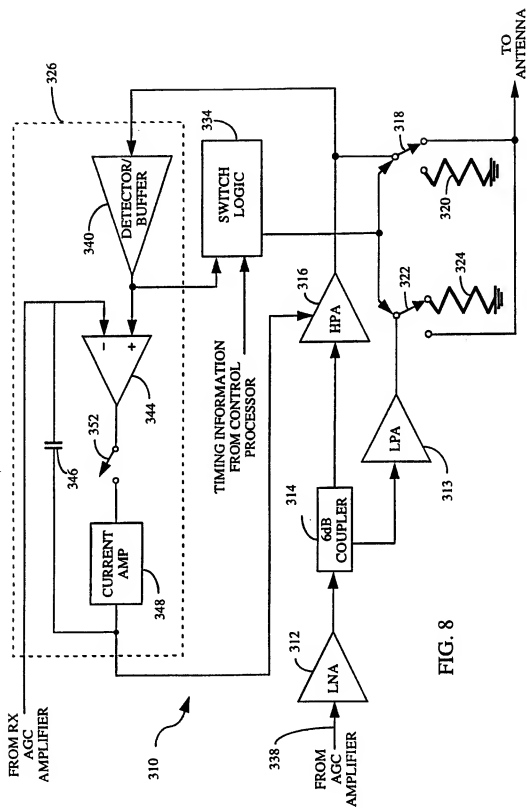 FROM RX
AGC
AMPLIFIER
326
340
DETECTOR/
BUFFER
334
SWITCH
LOGIC
-
+
344
352
346
TIMING INFORMATION
FROM CONTROL
PROCESSOR
CURRENT
AMP
348
310
316
HPA
318
320
322
324
314
6dB
COUPLER
LPA
313
312
LNA
338
FROM
AGC
AMPLIFIER
TO
ANTENNA
FIG. 8